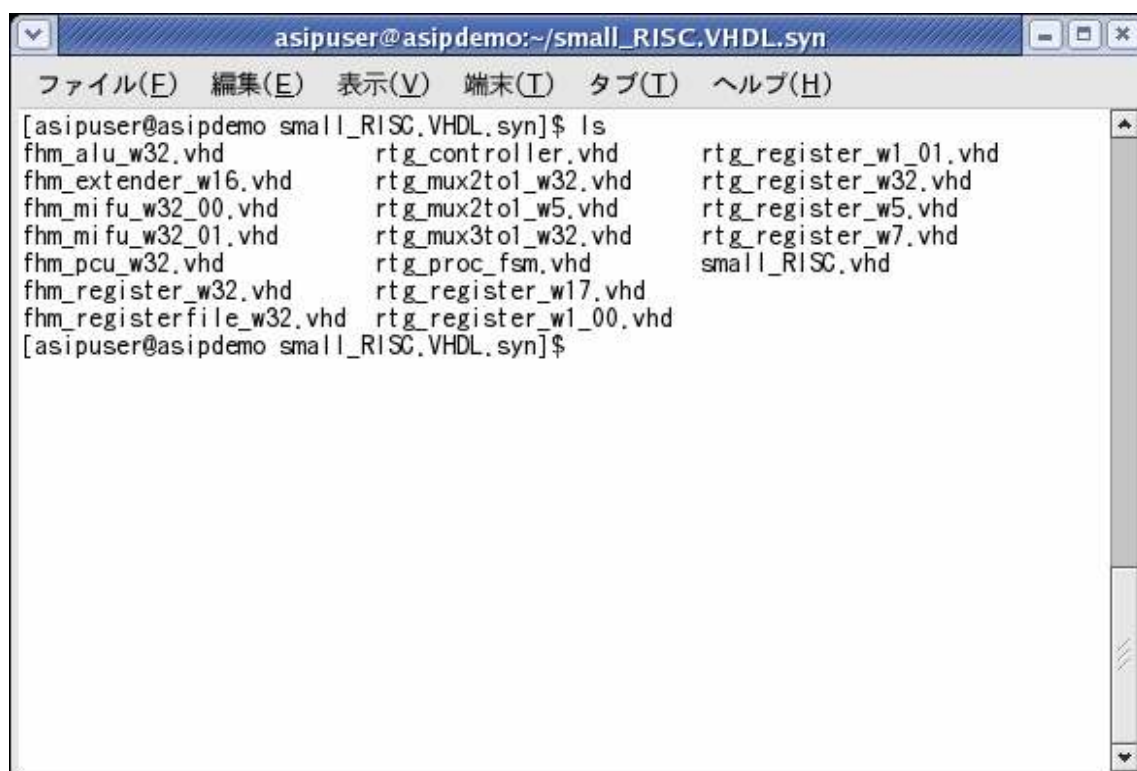 asipuser@asipdemo:~/small_RISC.VHDL.syn
ファイル(F) 編集(E) 表示(V) 端末(T) タブ(T) ヘルプ(H)
[asipuser@asipdemo small_RISC.VHDL.syn]$ ls
fhm_alu_w32.vhd rtg_controller.vhd rtg_register_w1_01.vhd
fhm_extender_w16.vhd rtg_mux2to1_w32.vhd rtg_register_w32.vhd
fhm_mifu_w32_00.vhd rtg_mux2to1_w5.vhd rtg_register_w5.vhd
fhm_mifu_w32_01.vhd rtg_mux3to1_w32.vhd rtg_register_w7.vhd
fhm_pcu_w32.vhd rtg_proc_fsm.vhd small_RISC.vhd
fhm_register_w32.vhd rtg_register_w17.vhd
fhm_registerfile_w32.vhd rtg_register_w1_00.vhd
[asipuser@asipdemo small_RISC.VHDL.syn]$